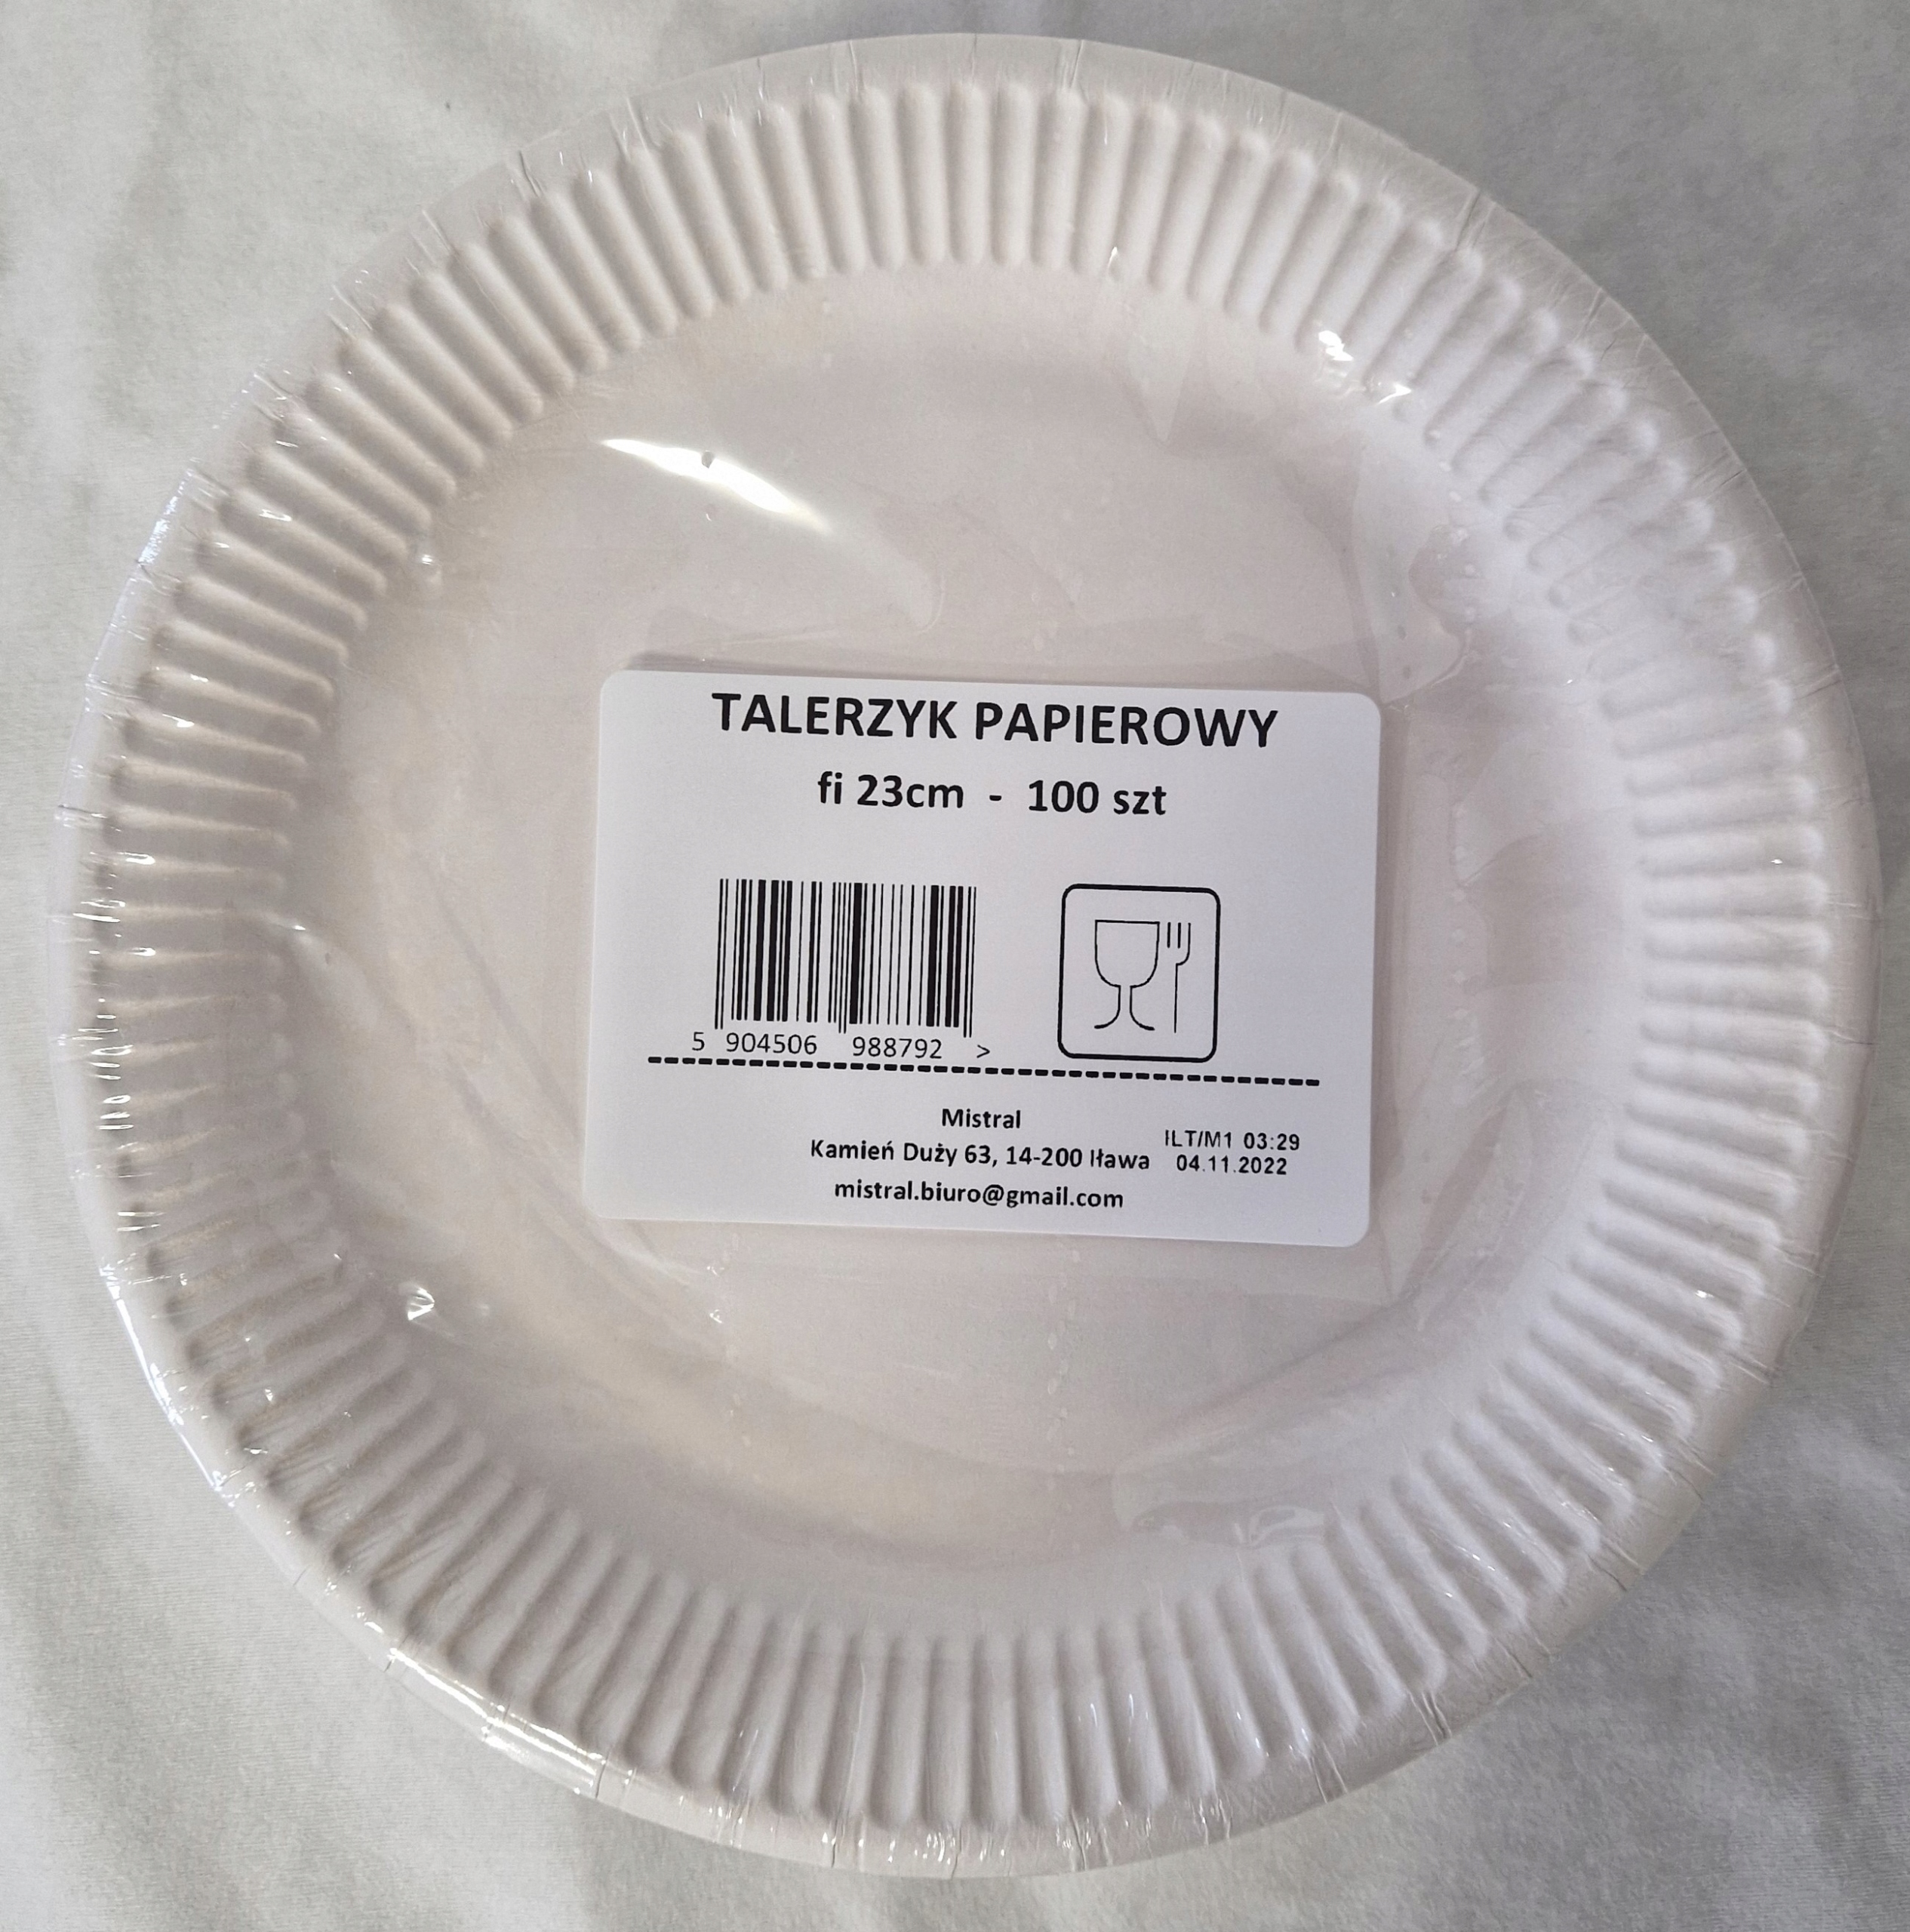 TALERZYK PAPIEROWY
fi 23cm - 100 szt
5 904506 988792 >
Mistral
Kamień Duży 63, 14-200 Iława
mistral.biuro@gmail.com
ILT/M1 03:29
04.11.2022